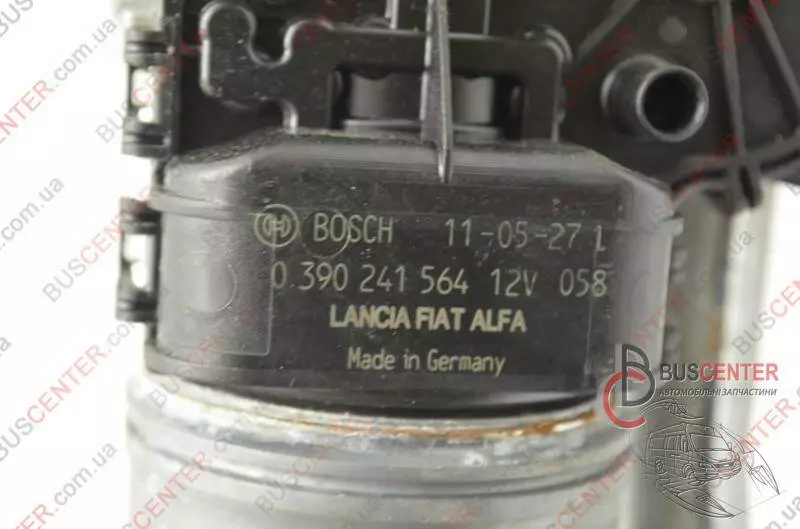 BOSCH 11-05-27 1
0 390 241 564 12V 058
LANCIA FIAT ALFA
Made in Germany
BUSCENTER
АВТОМОБІЛЬНІ ЗАПЧАСТИНИ
BUSCENTER.com.ua